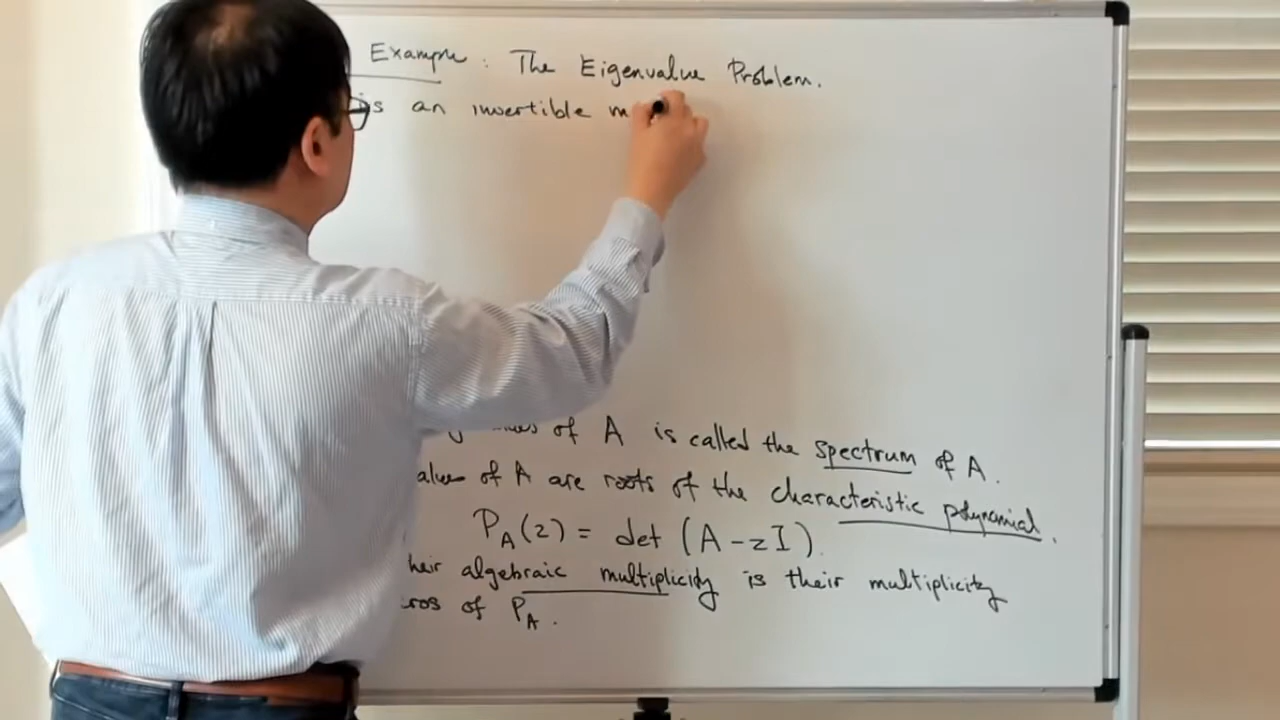 Example : The Eigenvalue Problem.
is an invertible m
of A is called the spectrum of A.
of A are roots of the characteristic polynomial.
P_A(z) = det (A-zI).
algebraic multiplicity is their multiplicity
of P_A.